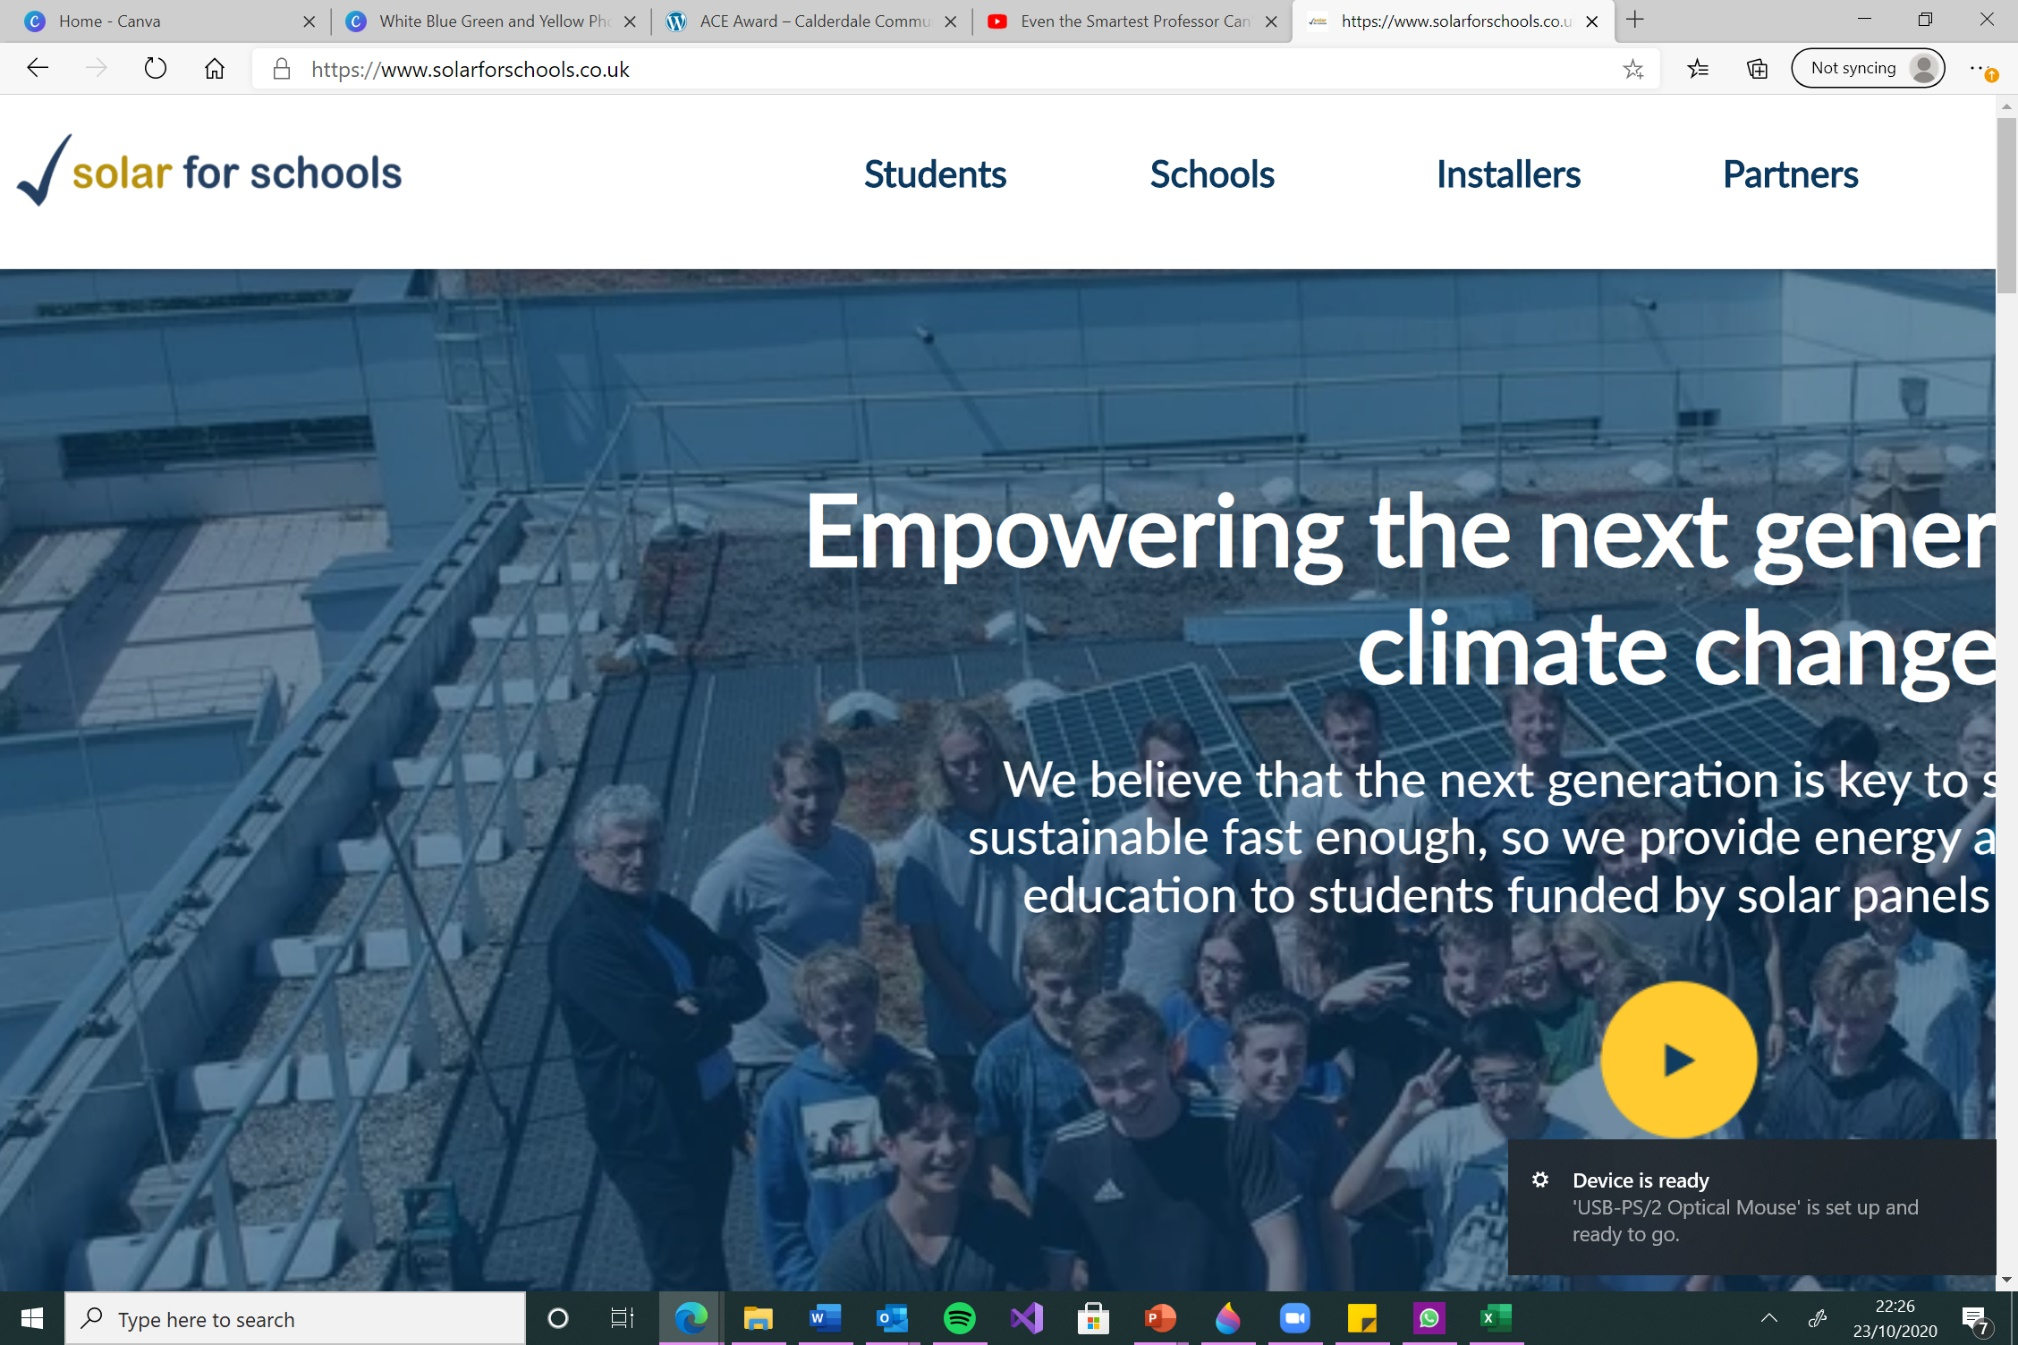 Home - Canva
White Blue Green and Yellow Pho
ACE Award – Calderdale Commu
Even the Smartest Professor Can
https://www.solarforschools.co.u
https://www.solarforschools.co.uk
Not syncing
solar for schools
Students
Schools
Installers
Partners
Empowering the next gener
climate change
We believe that the next generation is key to s
sustainable fast enough, so we provide energy a
education to students funded by solar panels
Device is ready
'USB-PS/2 Optical Mouse' is set up and
ready to go.
Type here to search
22:26
23/10/2020
7